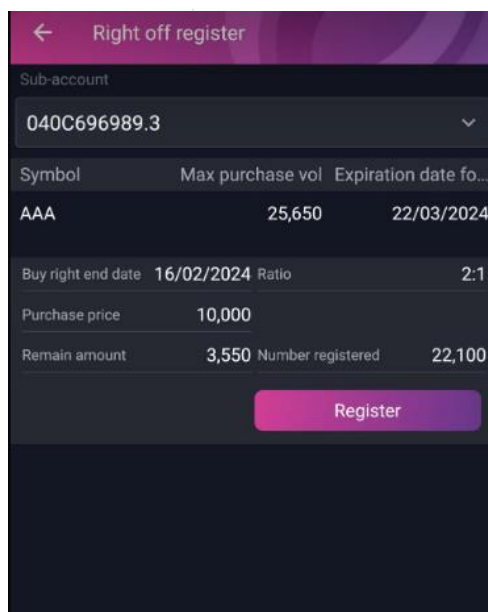 Right off register
Sub-account
040C696989.3
Symbol Max purchase vol Expiration date fo...
AAA 25,650 22/03/2024
Buy right end date 16/02/2024 Ratio 2:1
Purchase price 10,000
Remain amount 3,550 Number registered 22,100
Register